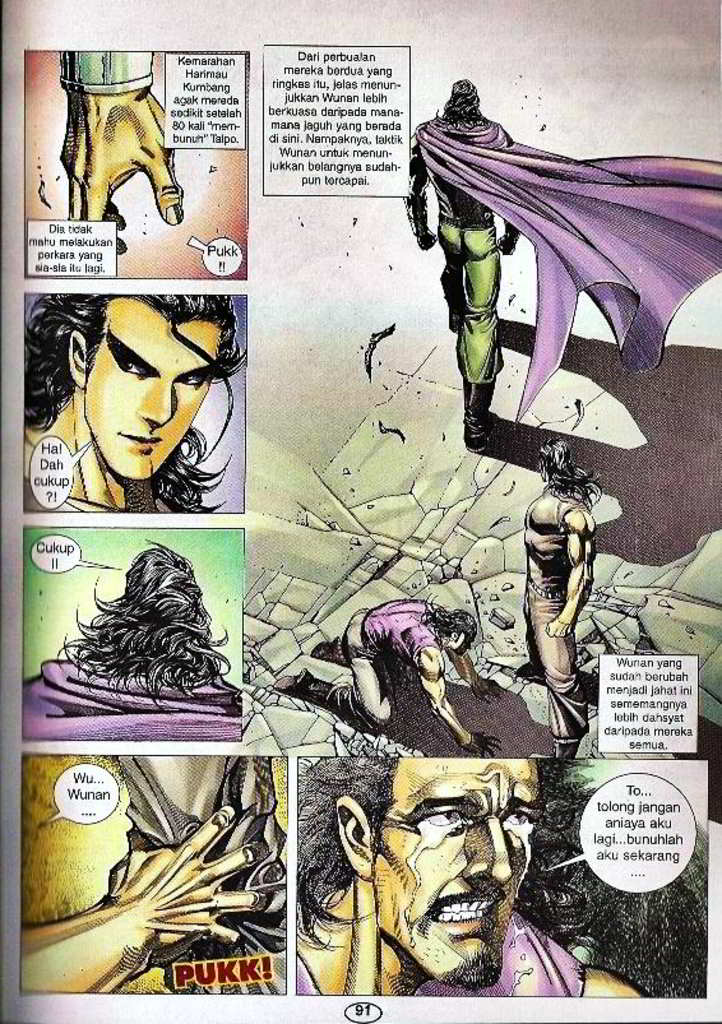 Kemarahan
Harimau
Kumbang
agak mereda
sedikit setelah
80 kali "mem-
bunuh" Taipo.
Dia tidak
mahu melakukan
perkara yang
sia-sia itu lagi.
Pukk
!!
Dari perbualan
mereka berdua yang
ringkas itu, jelas menun-
jukkan Wunan lebih
berkuasa daripada mana-
mana jaguh yang berada
di sini. Nampaknya, taktik
Wunan untuk menun-
jukkan belangnya sudah-
pun tercapai.
Ha!
Dah
cukup
?!
Cukup
!!
Wunan yang
sudah berubah
menjadi jahat ini
sememangnya
lebih dahsyat
daripada mereka
semua.
Wu...
Wunan
....
PUKK!
To...
tolong jangan
aniaya aku
lagi...bunuhlah
aku sekarang
....
91